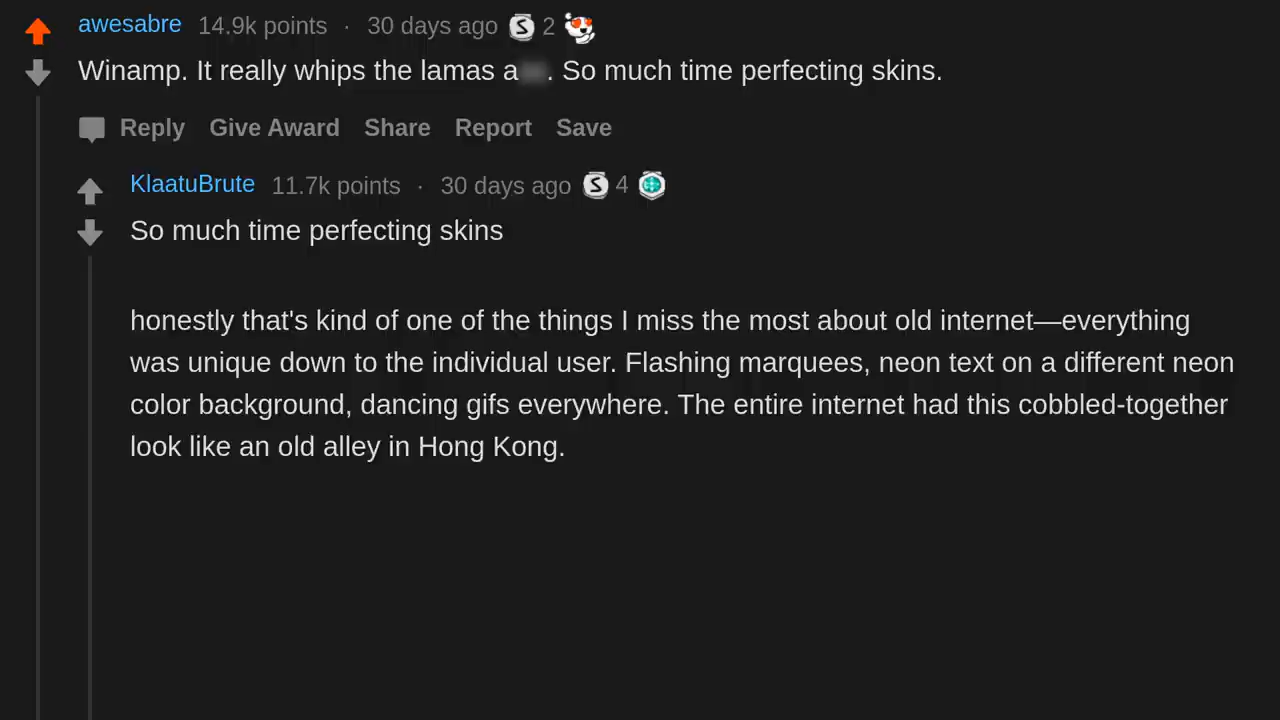 awesabre 14.9k points · 30 days ago 2
Winamp. It really whips the lamas a . So much time perfecting skins.
Reply Give Award Share Report Save
KlaatuBrute 11.7k points · 30 days ago 4
So much time perfecting skins
honestly that's kind of one of the things I miss the most about old internet—everything
was unique down to the individual user. Flashing marquees, neon text on a different neon
color background, dancing gifs everywhere. The entire internet had this cobbled-together
look like an old alley in Hong Kong.